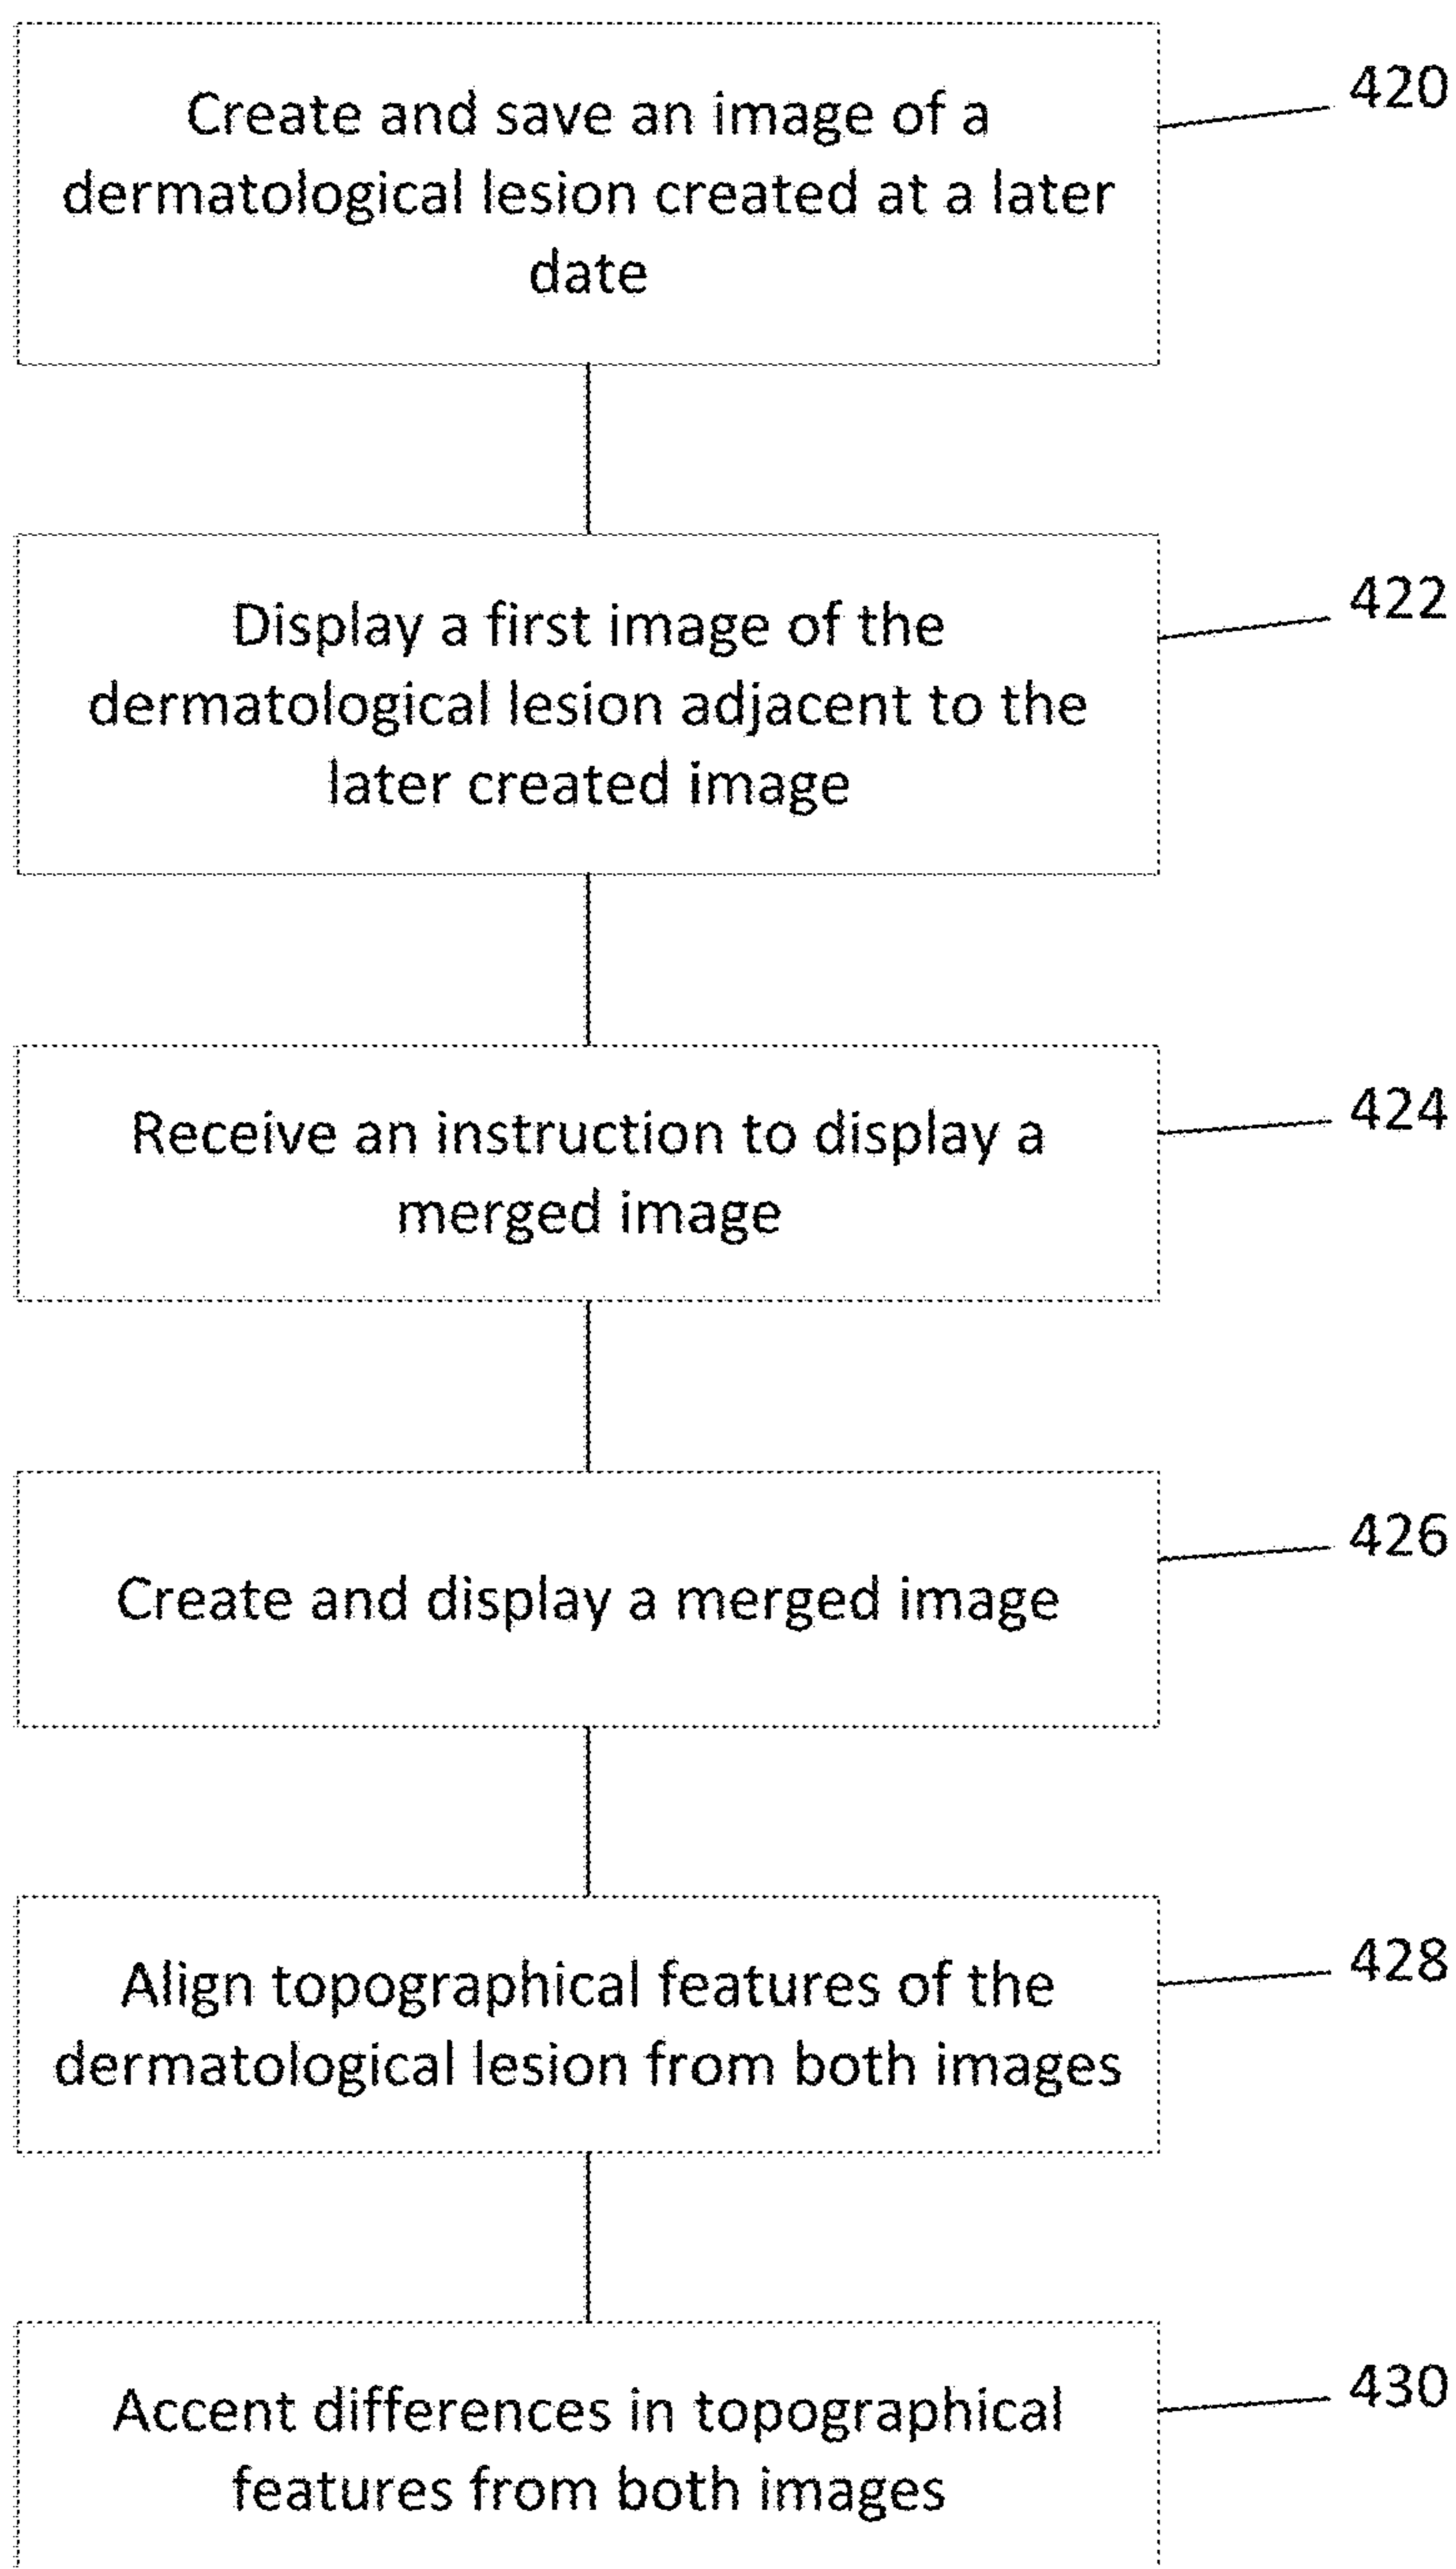 Create and save an image of a
dermatological lesion created at a later
date
420
Display a first image of the
dermatological lesion adjacent to the
later created image
422
Receive an instruction to display a
merged image
424
Create and display a merged image
426
Align topographical features of the
dermatological lesion from both images
428
Accent differences in topographical
features from both images
430